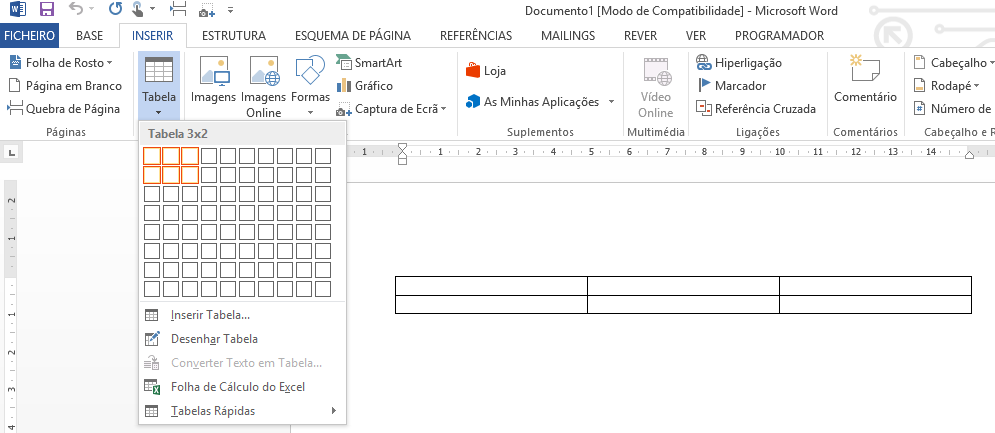 Documento1 [Modo de Compatibilidade] - Microsoft Word
FICHEIRO BASE INSERIR ESTRUTURA ESQUEMA DE PÁGINA REFERÊNCIAS MAILINGS REVER VER PROGRAMADOR
Folha de Rosto
Página em Branco
Quebra de Página
Páginas
Tabela
Imagens
Imagens
Online
Formas
SmartArt
Gráfico
Captura de Ecrã
Loja
As Minhas Aplicações
Suplementos
Vídeo
Online
Multimédia
Hiperligação
Marcador
Referência Cruzada
Ligações
Comentário
Comentários
Cabeçalho
Rodapé
Número de
Cabeçalho e R
Tabela 3x2
Inserir Tabela...
Desenhar Tabela
Converter Texto em Tabela...
Folha de Cálculo do Excel
Tabelas Rápidas
L
1 1 2 3 4 5 6 7 8 9 10 11 12 13 14
2
1
1
2
3
4